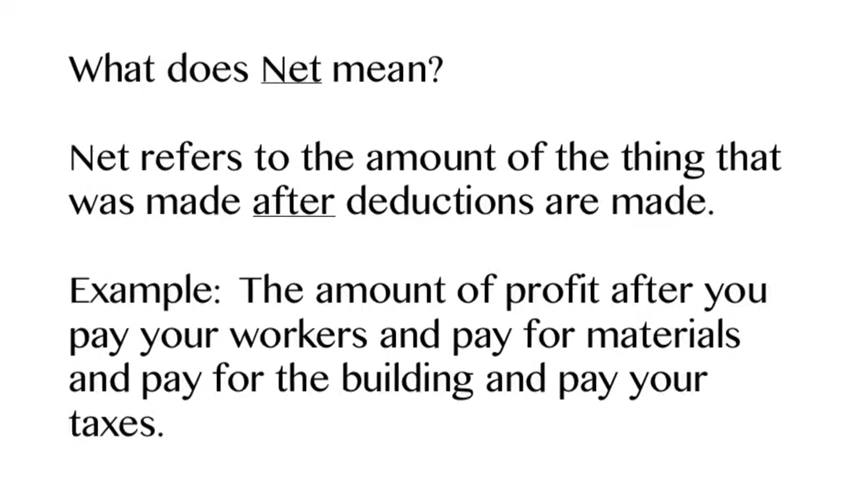 What does Net mean?
Net refers to the amount of the thing that
was made after deductions are made.
Example:  The amount of profit after you
pay your workers and pay for materials
and pay for the building and pay your
taxes.